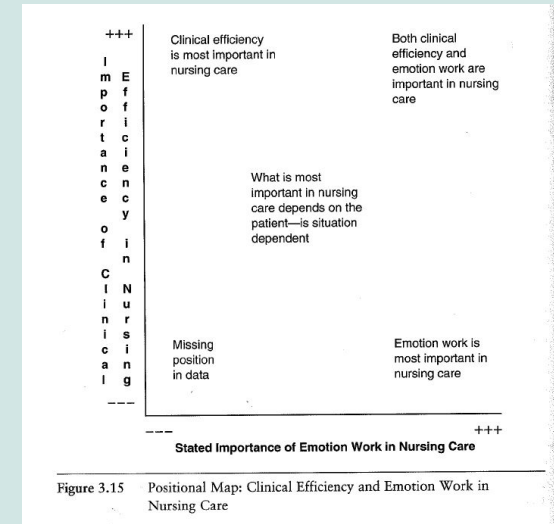 +++
Importance of Clinical
Efficiency in Nursing
---
Clinical efficiency
is most important in
nursing care
Both clinical
efficiency and
emotion work are
important in nursing
care
What is most
important in nursing
care depends on the
patient—is situation
dependent
Missing
position
in data
Emotion work is
most important in
nursing care
---
+++
Stated Importance of Emotion Work in Nursing Care
Figure 3.15 Positional Map: Clinical Efficiency and Emotion Work in
Nursing Care